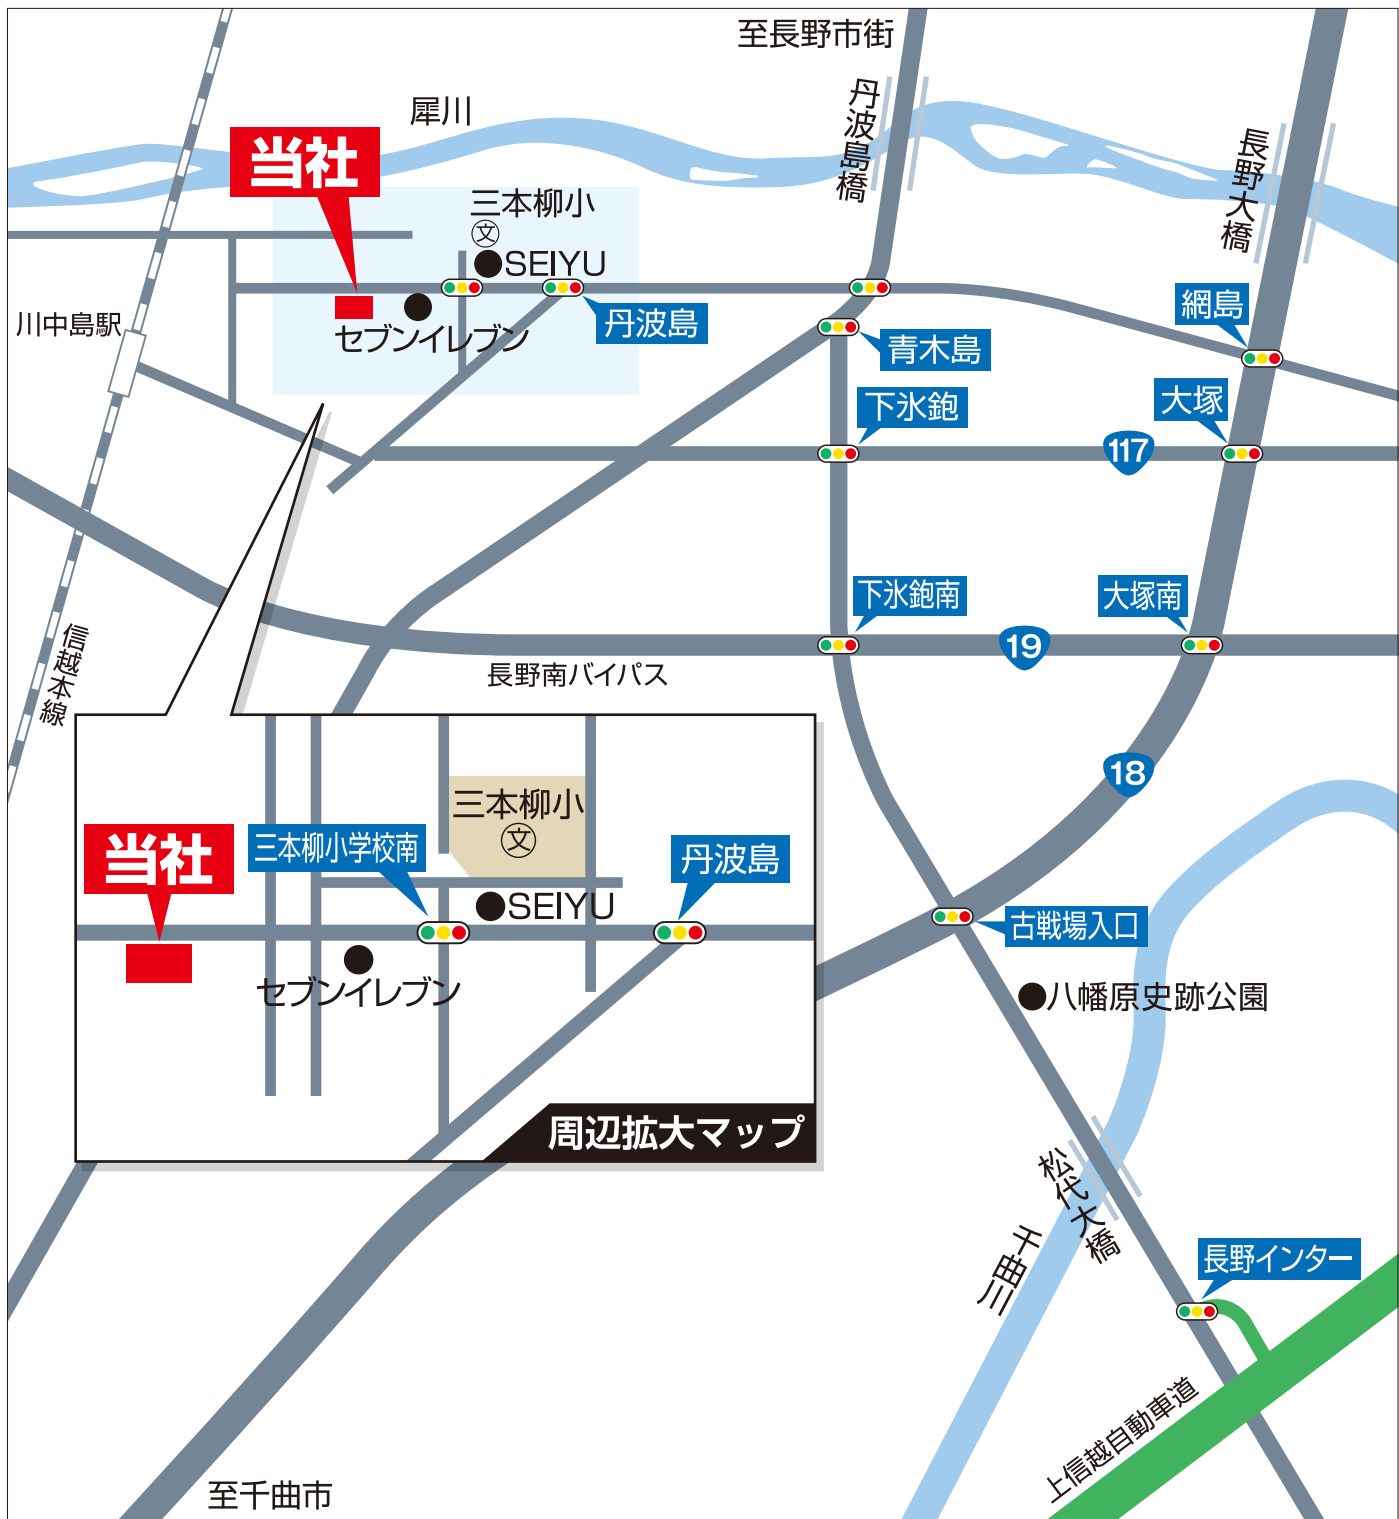 至長野市街
丹波島橋
犀川
当社
長野大橋
三本柳小
文
SEIYU
川中島駅
セブンイレブン
丹波島
網島
青木島
下氷鉋
大塚
117
下氷鉋南
大塚南
19
信越本線
長野南バイパス
18
三本柳小
文
当社
三本柳小学校南
丹波島
SEIYU
セブンイレブン
古戦場入口
八幡原史跡公園
周辺拡大マップ
松代大橋
千曲川
長野インター
上信越自動車道
至千曲市